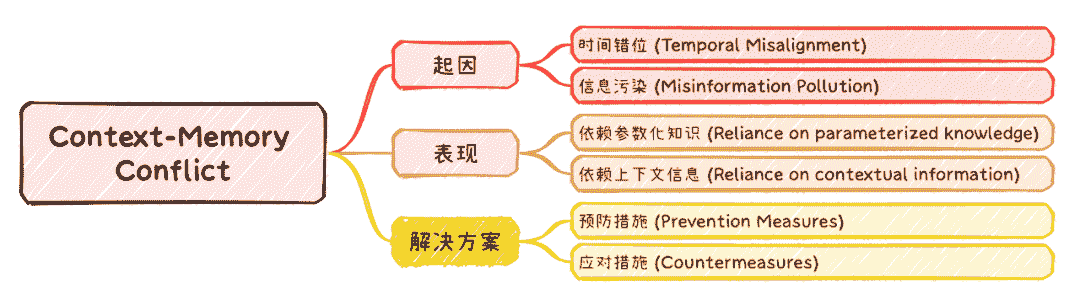 Context-Memory
Conflict
起因
时间错位 (Temporal Misalignment)
信息污染 (Misinformation Pollution)
表现
依赖参数化知识 (Reliance on parameterized knowledge)
依赖上下文信息 (Reliance on contextual information)
解决方案
预防措施 (Prevention Measures)
应对措施 (Countermeasures)